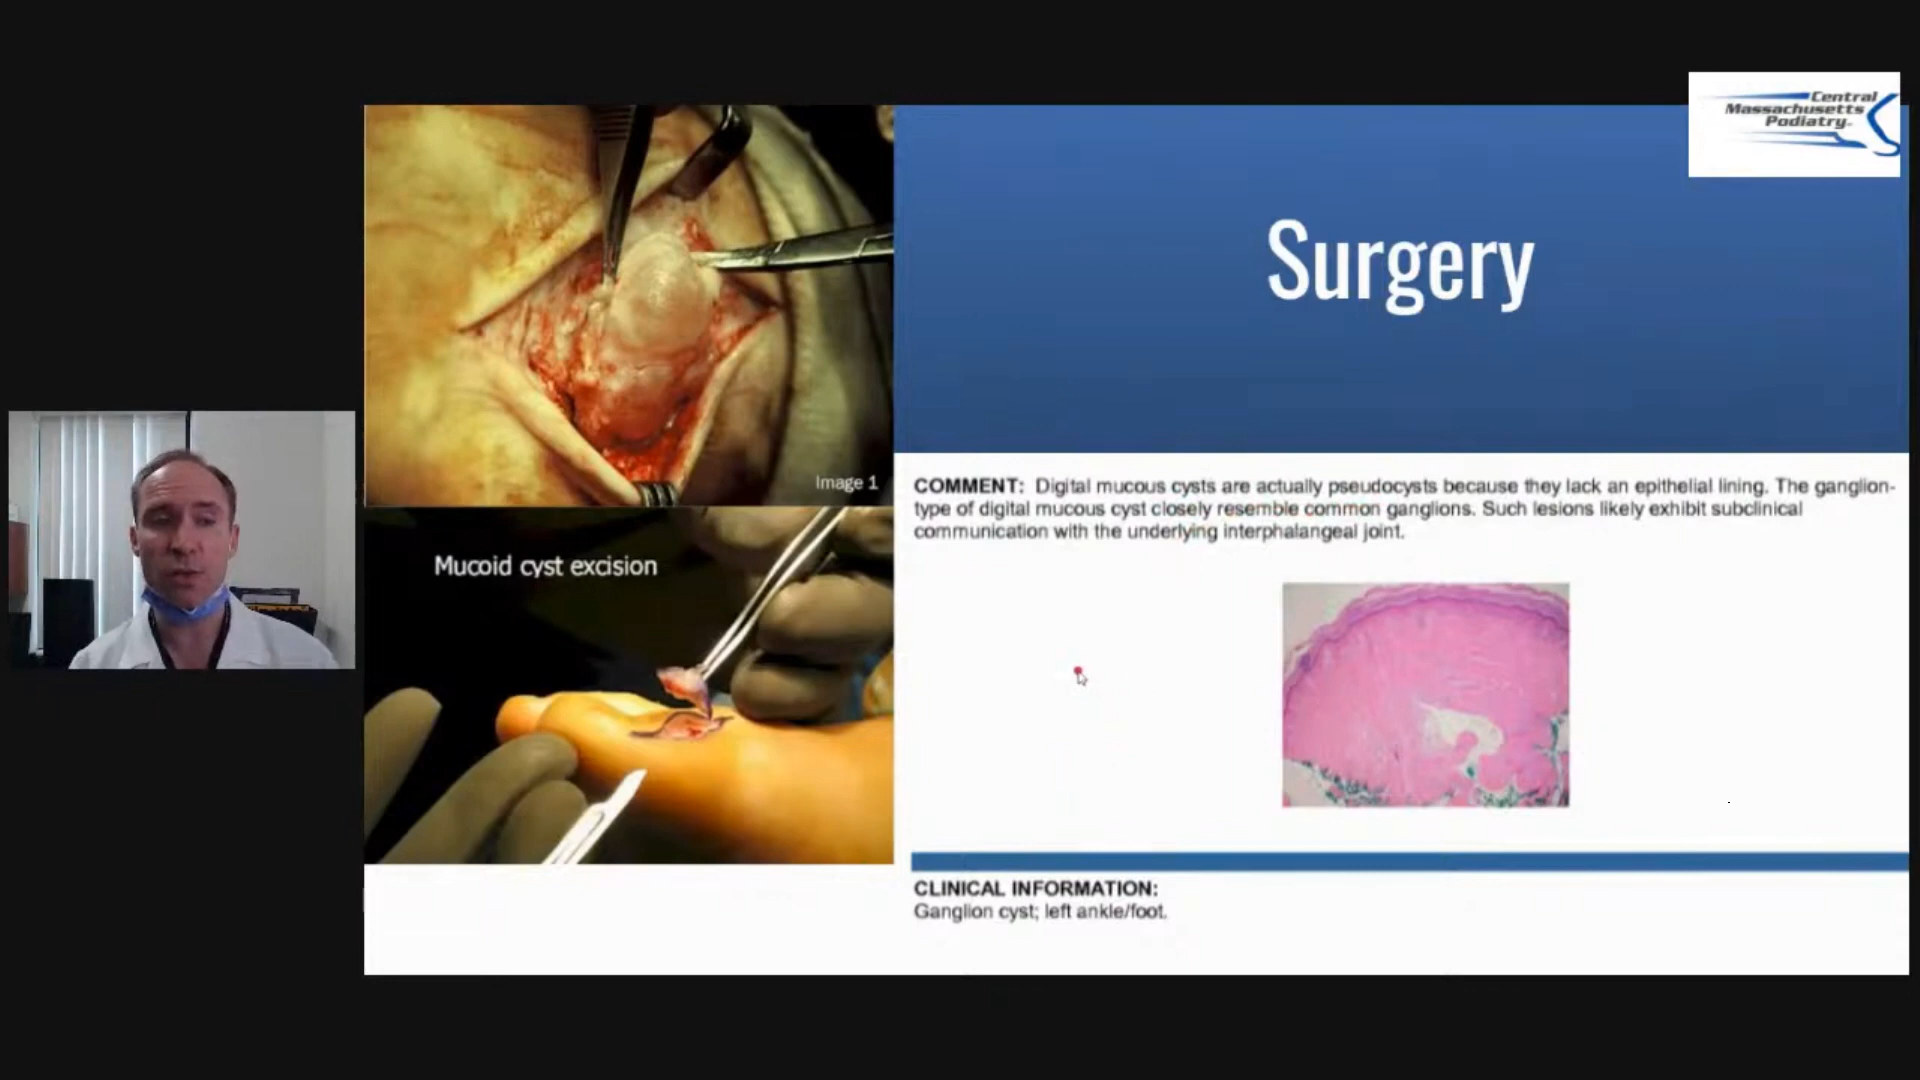 Central
Massachusetts
Podiatry
Surgery
Image 1
Mucoid cyst excision
COMMENT: Digital mucous cysts are actually pseudocysts because they lack an epithelial lining. The ganglion-
type of digital mucous cyst closely resemble common ganglions. Such lesions likely exhibit subclinical
communication with the underlying interphalangeal joint.
CLINICAL INFORMATION:
Ganglion cyst; left ankle/foot.